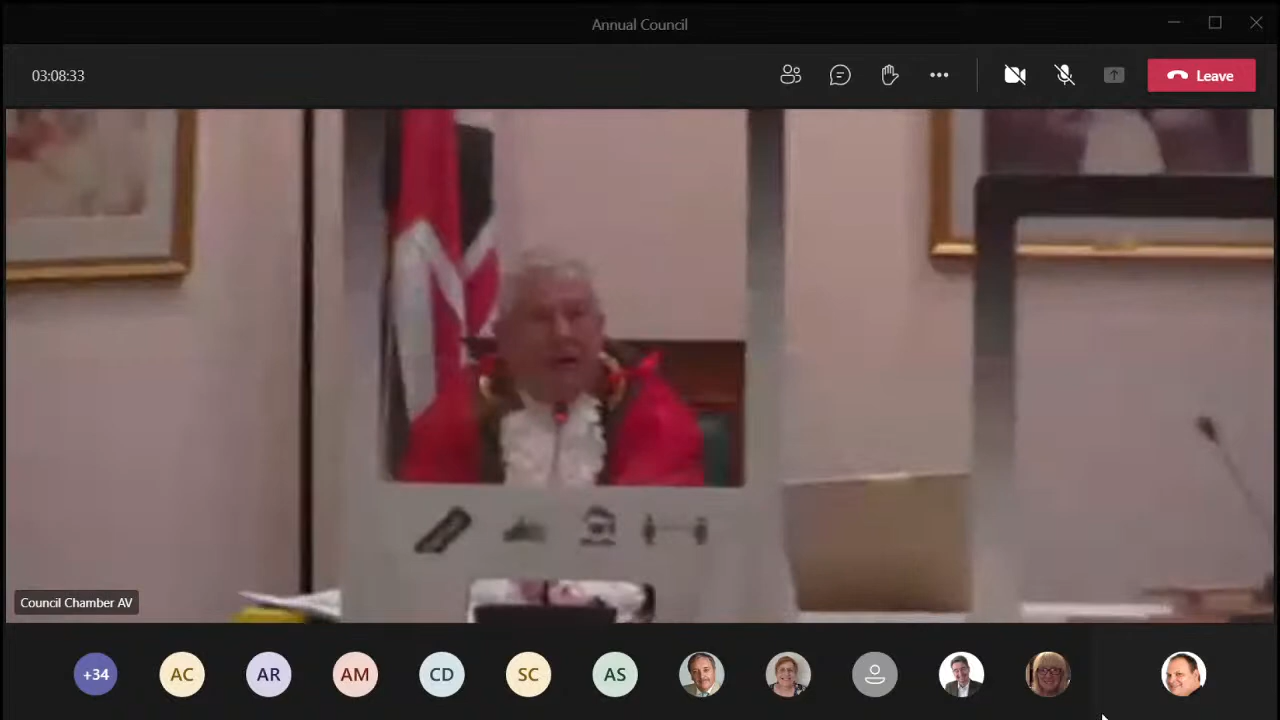 Annual Council
03:08:33
Leave
Council Chamber AV
+34
AC
AR
AM
CD
SC
AS